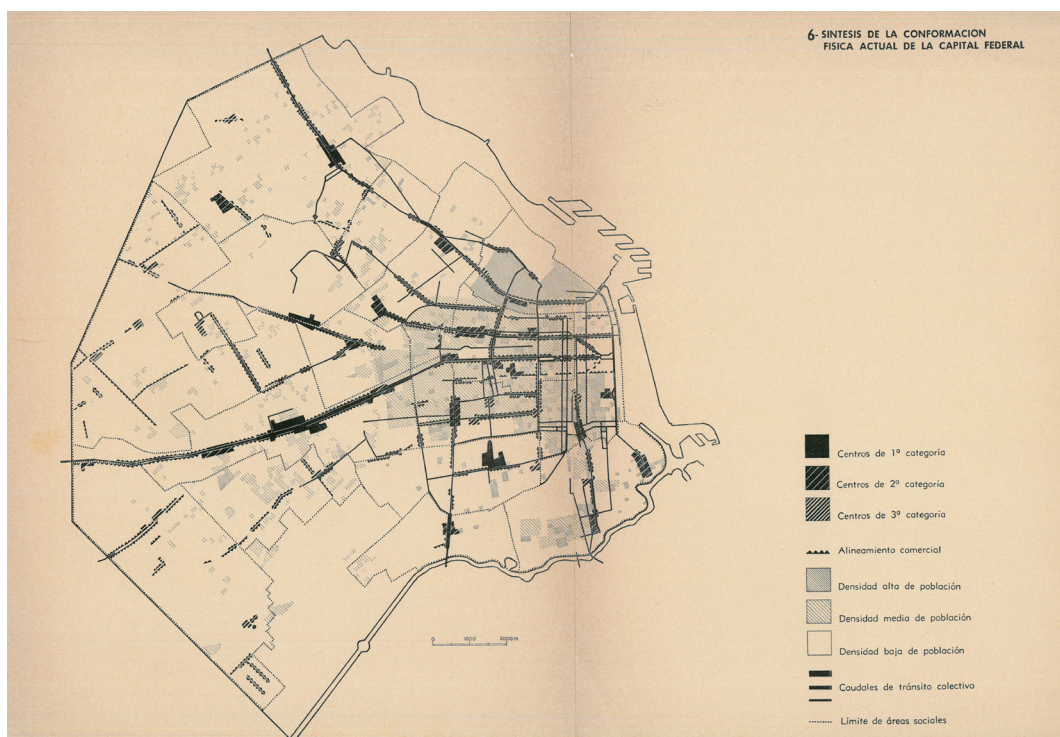 6- SINTESIS DE LA CONFORMACION
FISICA ACTUAL DE LA CAPITAL FEDERAL
Centros de 1ª categoría
Centros de 2ª categoría
Centros de 3ª categoría
Alineamiento comercial
Densidad alta de población
Densidad media de población
Densidad baja de población
Caudales de tránsito colectivo
Límite de áreas sociales
0 1000 2000m